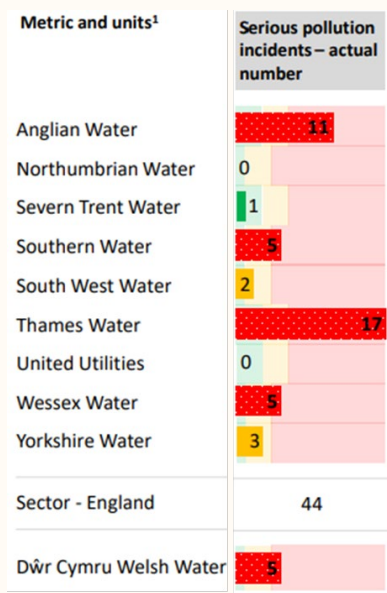 Metric and units¹
Serious pollution
incidents – actual
number
Anglian Water 11
Northumbrian Water 0
Severn Trent Water 1
Southern Water 5
South West Water 2
Thames Water 17
United Utilities 0
Wessex Water 5
Yorkshire Water 3
Sector - England 44
Dŵr Cymru Welsh Water 5